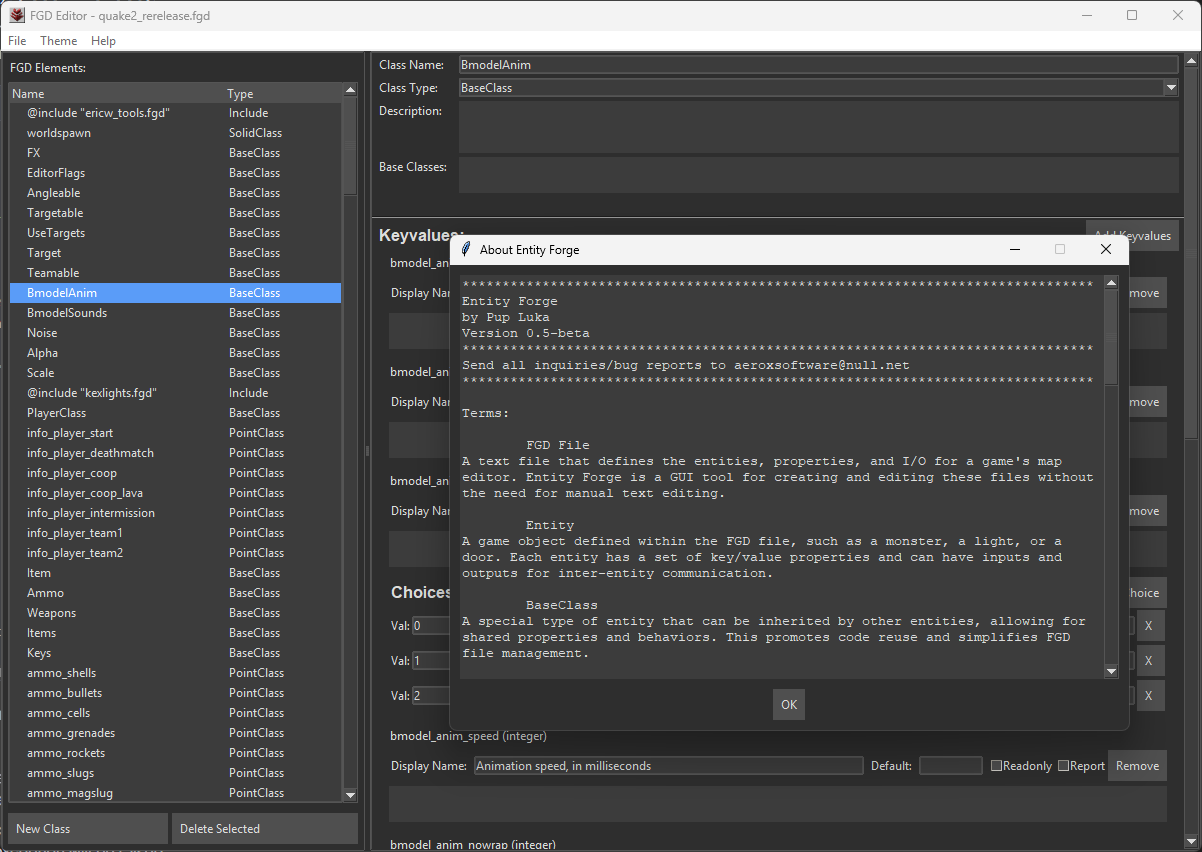 FGD Editor - quake2_rerelease.fgd
File Theme Help
FGD Elements:
Name Type
@include "ericw_tools.fgd" Include
worldspawn SolidClass
FX BaseClass
EditorFlags BaseClass
Angleable BaseClass
Targetable BaseClass
UseTargets BaseClass
Target BaseClass
Teamable BaseClass
BmodelAnim BaseClass
BmodelSounds BaseClass
Noise BaseClass
Alpha BaseClass
Scale BaseClass
@include "kexlights.fgd" Include
PlayerClass BaseClass
info_player_start PointClass
info_player_deathmatch PointClass
info_player_coop PointClass
info_player_coop_lava PointClass
info_player_intermission PointClass
info_player_team1 PointClass
info_player_team2 PointClass
Item BaseClass
Ammo BaseClass
Weapons BaseClass
Items BaseClass
Keys BaseClass
ammo_shells PointClass
ammo_bullets PointClass
ammo_cells PointClass
ammo_grenades PointClass
ammo_rockets PointClass
ammo_slugs PointClass
ammo_magslug PointClass
New Class Delete Selected
Class Name: BmodelAnim
Class Type: BaseClass
Description:
Base Classes:
Keyvalues: Add Keyvalues
bmodel_an
Display Nar move
bmodel_an
Display Nar move
bmodel_an
Display Nar move
Choices hoice
Val: 0 X
Val: 1 X
Val: 2 X
bmodel_anim_speed (integer)
Display Name: Animation speed, in milliseconds Default: Readonly Report Remove
bmodel_anim_nowrap (integer)
About Entity Forge
*******************************************************************************
Entity Forge
by Pup Luka
Version 0.5-beta
*******************************************************************************
Send all inquiries/bug reports to aeroxsoftware@null.net
*******************************************************************************
Terms:
FGD File
A text file that defines the entities, properties, and I/O for a game's map
editor. Entity Forge is a GUI tool for creating and editing these files without
the need for manual text editing.
Entity
A game object defined within the FGD file, such as a monster, a light, or a
door. Each entity has a set of key/value properties and can have inputs and
outputs for inter-entity communication.
BaseClass
A special type of entity that can be inherited by other entities, allowing for
shared properties and behaviors. This promotes code reuse and simplifies FGD
file management.
OK